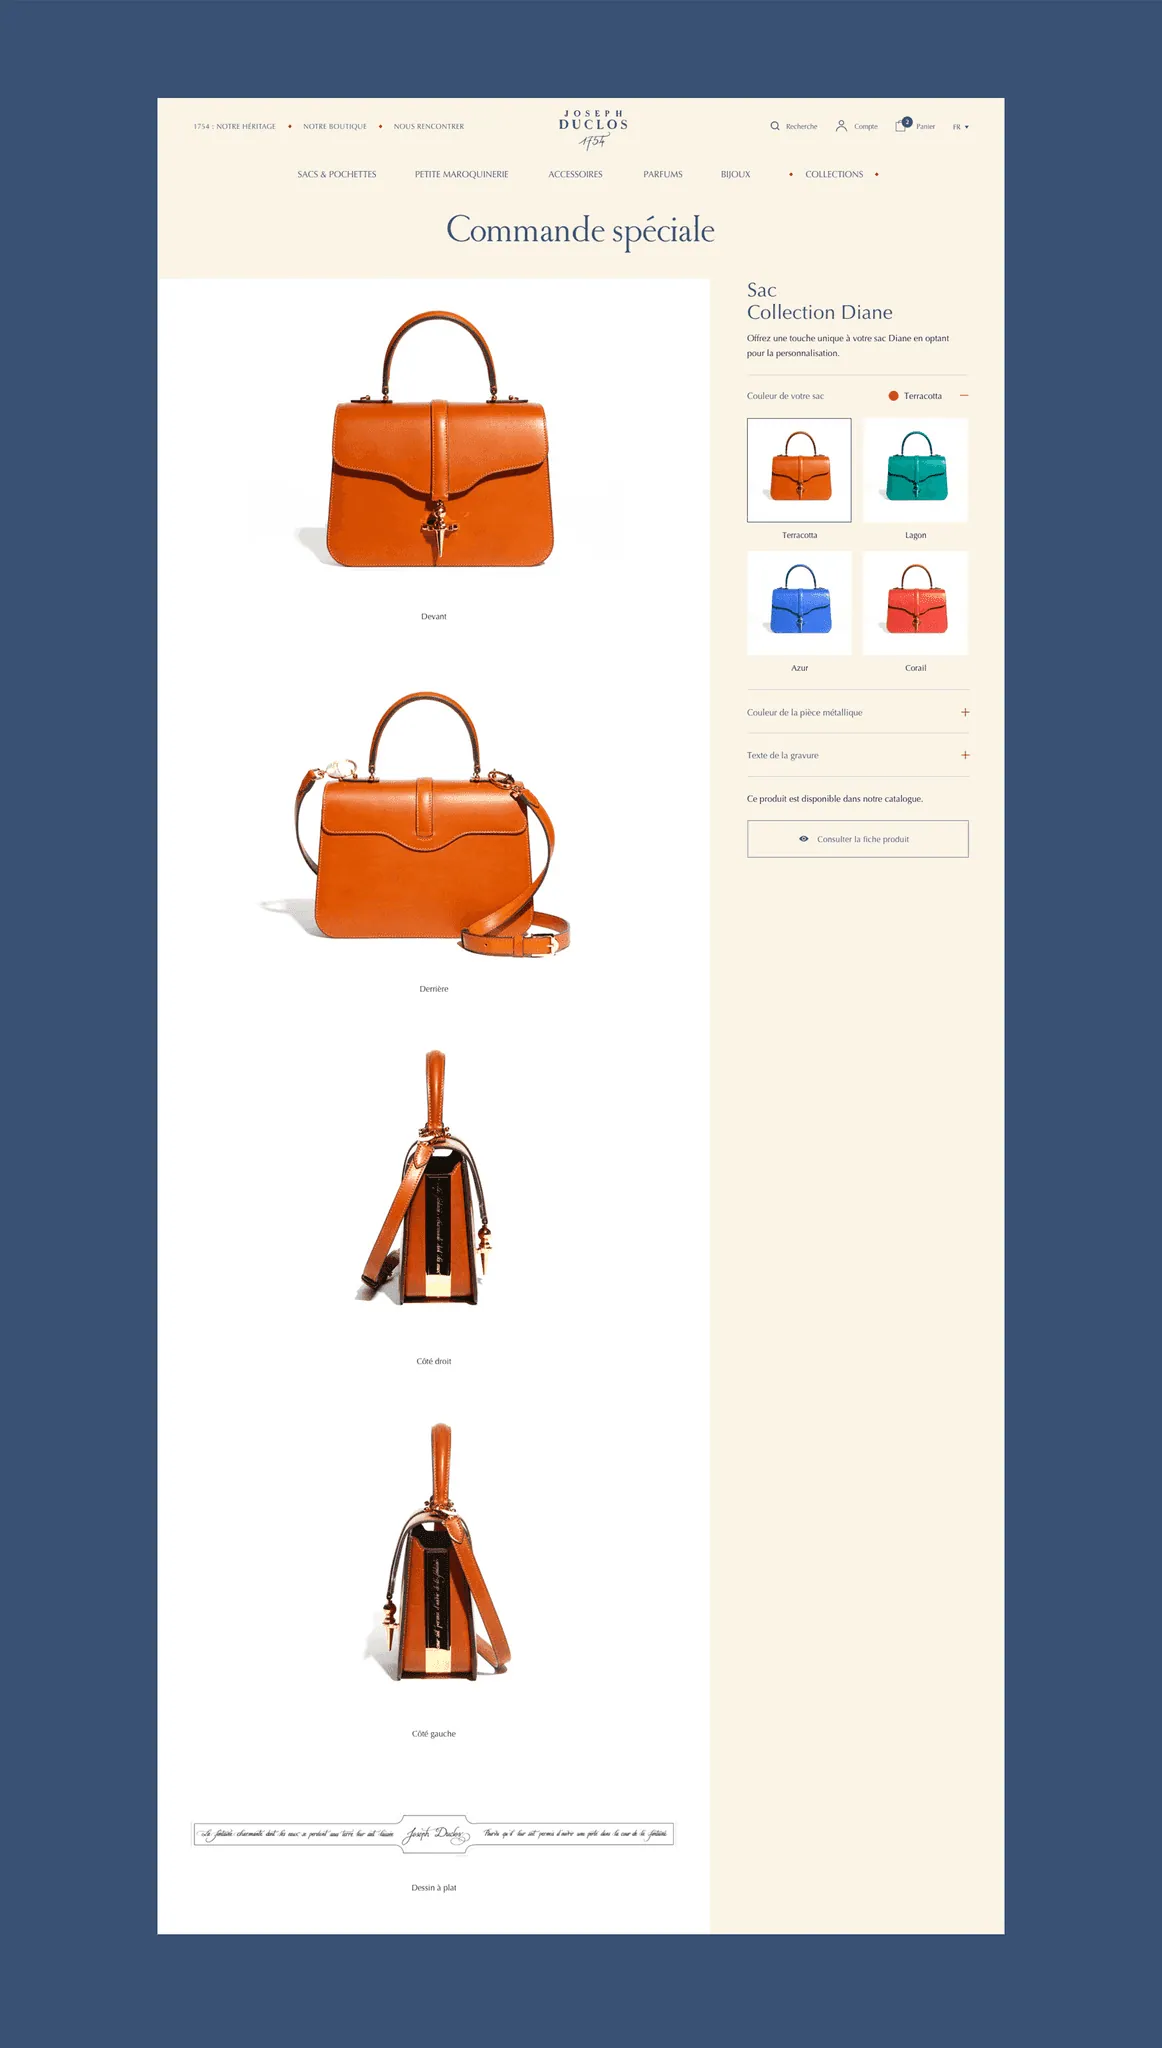 1754 : NOTRE HÉRITAGE
NOTRE BOUTIQUE
NOUS RENCONTRER
JOSEPH
DUCLOS
1754
Recherche
Compte
2
Panier
FR
SACS & POCHETTES
PETITE MAROQUINERIE
ACCESSOIRES
PARFUMS
BIJOUX
COLLECTIONS
Commande spéciale
Devant
Derrière
Côté droit
Côté gauche
Joseph Duclos
Dessin à plat
Sac
Collection Diane
Offrez une touche unique à votre sac Diane en optant
pour la personnalisation.
Couleur de votre sac
Terracotta
Terracotta
Lagon
Azur
Corail
Couleur de la pièce métallique
Texte de la gravure
Ce produit est disponible dans notre catalogue.
Consulter la fiche produit